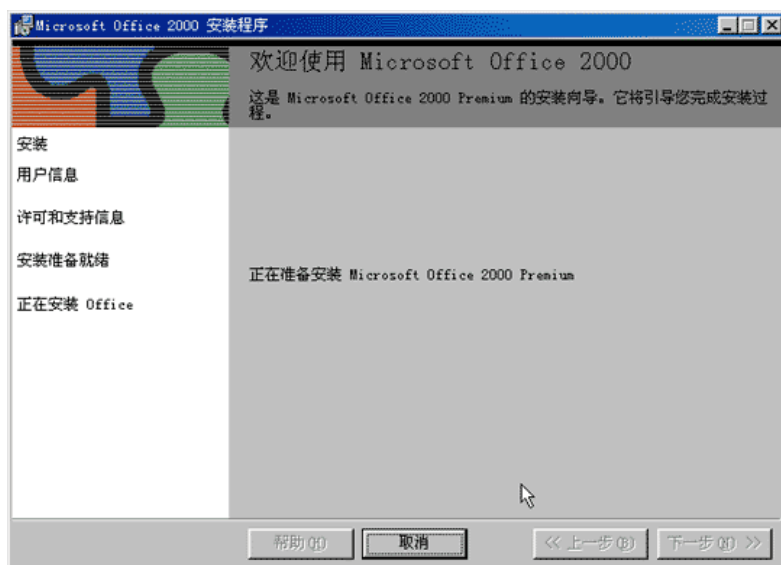 Microsoft Office 2000 安装程序
欢迎使用 Microsoft Office 2000
这是 Microsoft Office 2000 Premium 的安装向导。它将引导您完成安装过
程。
安装
用户信息
许可和支持信息
安装准备就绪
正在安装 Office
正在准备安装 Microsoft Office 2000 Premium
帮助(H)
取消
<< 上一步(B)
下一步(N) >>